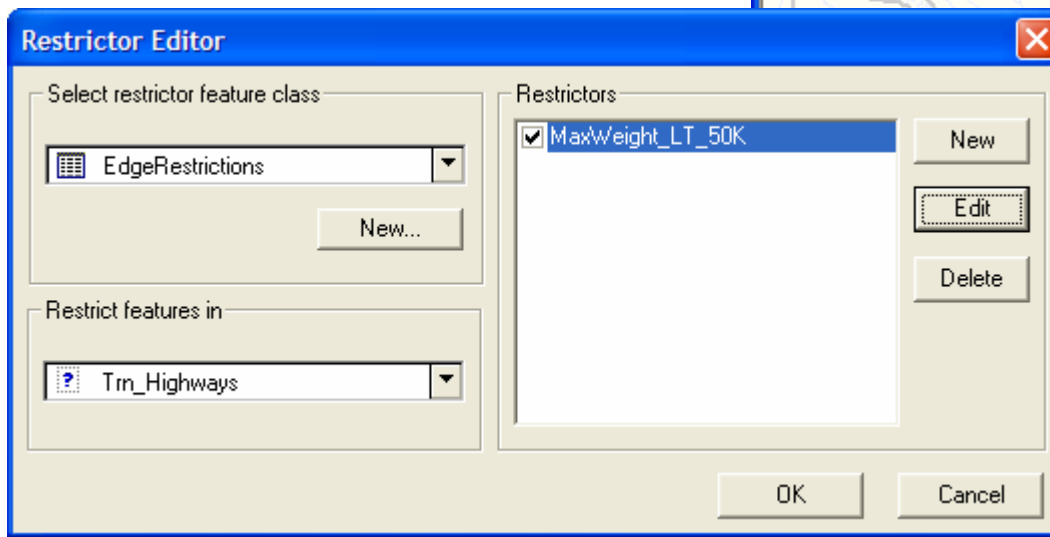 Restrictor Editor
Select restrictor feature class
EdgeRestrictions
New...
Restrict features in
Trn_Highways
Restrictors
MaxWeight_LT_50K
New
Edit
Delete
OK
Cancel